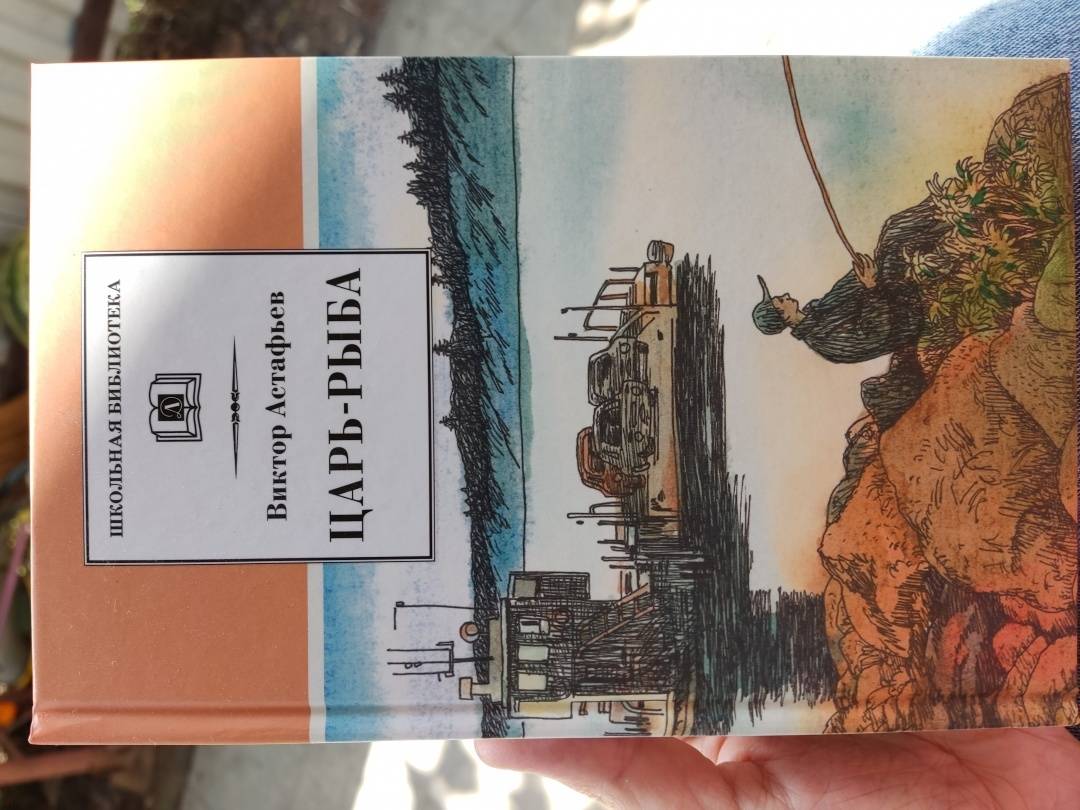 ШКОЛЬНАЯ БИБЛИОТЕКА
Виктор Астафьев
ЦАРЬ-РЫБА